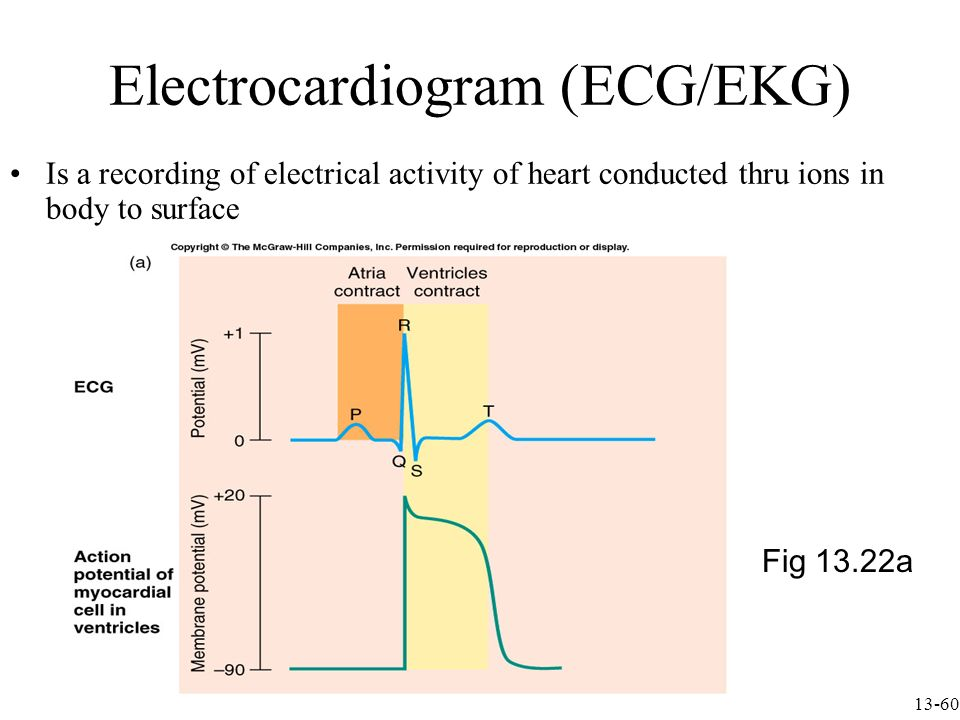 Electrocardiogram (ECG/EKG)
• Is a recording of electrical activity of heart conducted thru ions in
body to surface
Copyright © The McGraw-Hill Companies, Inc. Permission required for reproduction or display.
(a)
Atria
contract
Ventricles
contract
R
+1
Potential (mV)
ECG
P
T
0
Q
S
+20
Membrane potential (mV)
Action
potential of
myocardial
cell in
ventricles
Fig 13.22a
–90
13-60